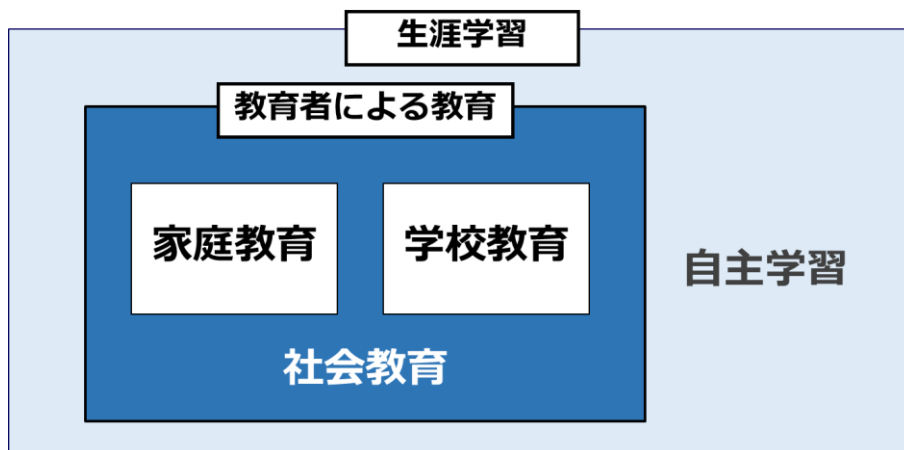 生涯学習
教育者による教育
家庭教育
学校教育
自主学習
社会教育